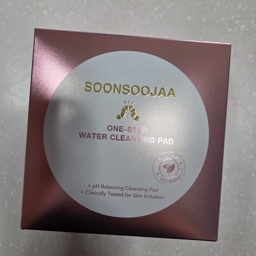 SOONSOOJAA
ONE-STEP
WATER CLEANSING PAD
+ pH Balancing Cleansing Pad
+ Clinically Tested for Skin Irritation